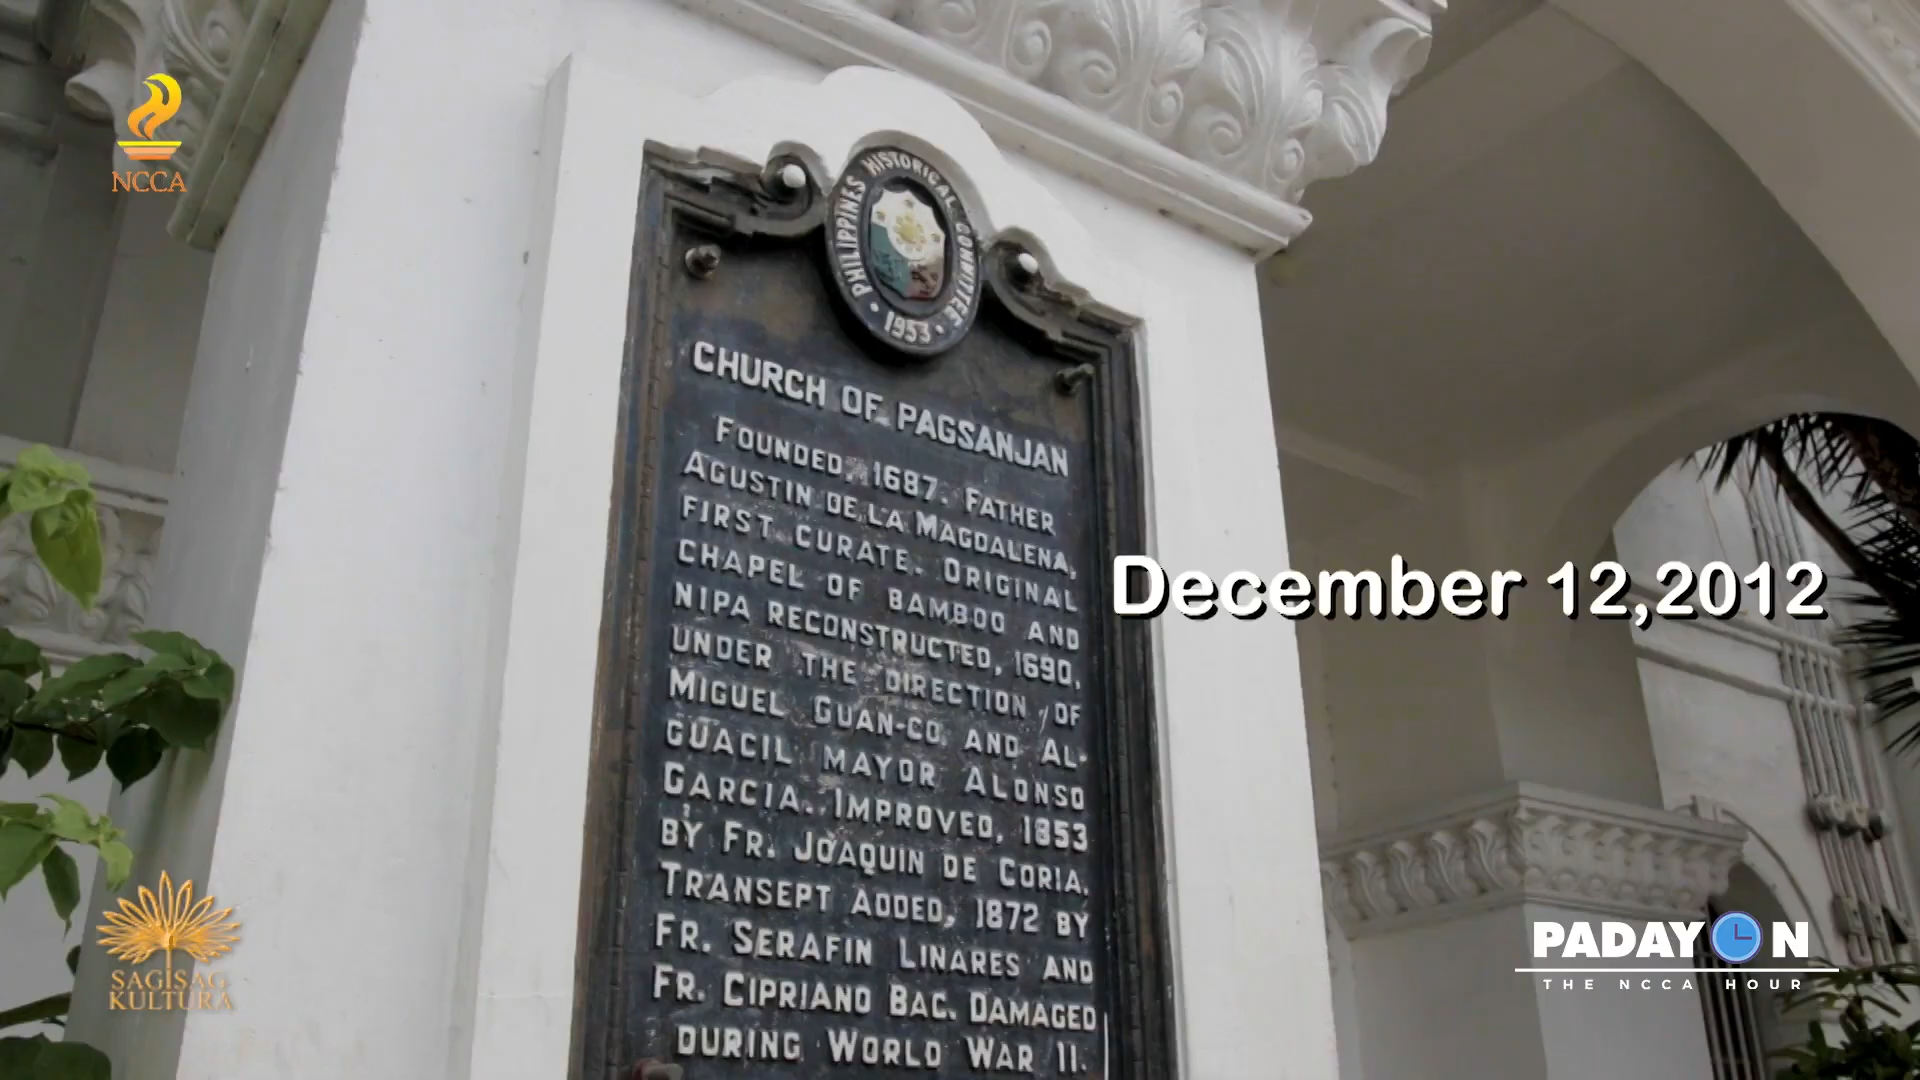 NCCA
PHILIPPINES HISTORICAL COMMITTEE
• 1953 •
CHURCH OF PAGSANJAN
FOUNDED, 1687. FATHER
AGUSTIN DE LA MAGDALENA,
FIRST CURATE. ORIGINAL
CHAPEL OF BAMBOO AND
NIPA RECONSTRUCTED, 1690,
UNDER THE DIRECTION OF
MIGUEL GUAN-CO AND AL-
GUACIL MAYOR ALONSO
GARCIA. IMPROVED, 1853
BY FR. JOAQUIN DE CORIA.
TRANSEPT ADDED, 1872 BY
FR. SERAFIN LINARES AND
FR. CIPRIANO BAC. DAMAGED
DURING WORLD WAR II.
December 12,2012
SAGISAG
KULTURA
PADAYON
THE NCCA HOUR